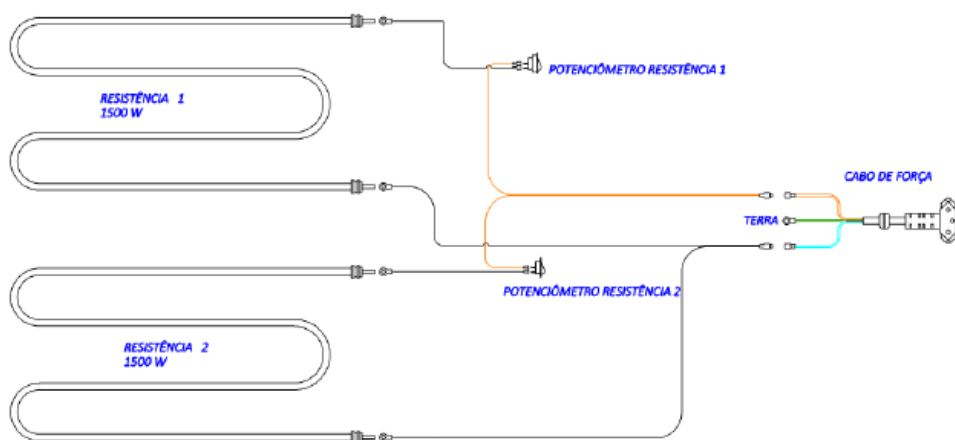 POTENCIÔMETRO RESISTÊNCIA 1
RESISTÊNCIA 1
1500 W
CABO DE FORÇA
TERRA
POTENCIÔMETRO RESISTÊNCIA 2
RESISTÊNCIA 2
1500 W